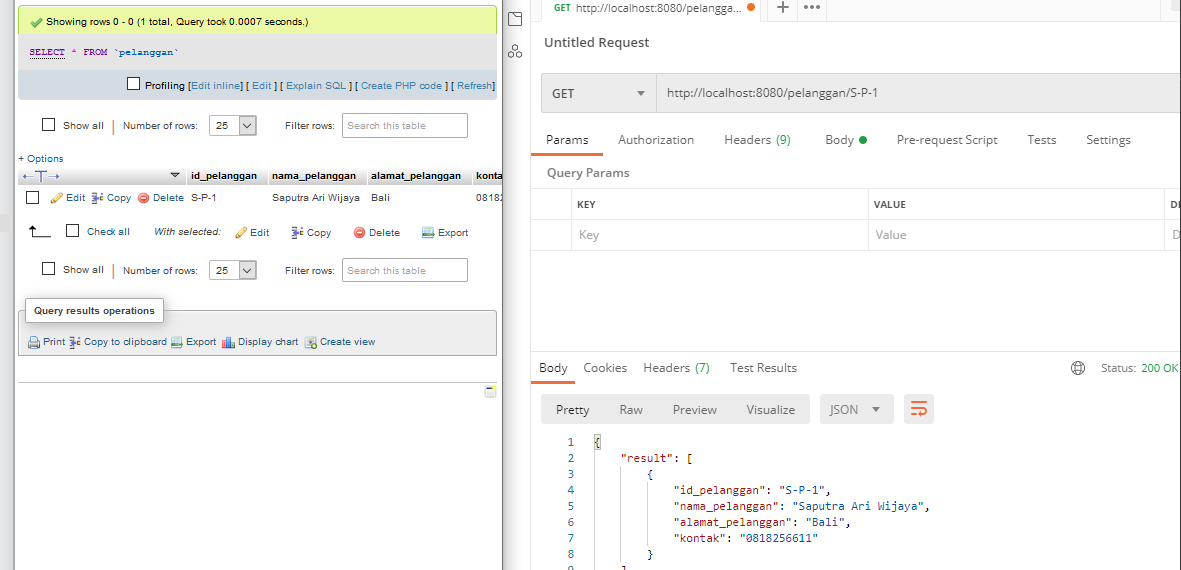 Showing rows 0 - 0 (1 total, Query took 0.0007 seconds.)
SELECT * FROM `pelanggan`
Profiling [Edit inline] [ Edit ] [ Explain SQL ] [ Create PHP code ] [ Refresh]
Show all | Number of rows: 25 Filter rows: Search this table
+ Options
←T→ id_pelanggan nama_pelanggan alamat_pelanggan konta
Edit Copy Delete S-P-1 Saputra Ari Wijaya Bali 0818
Check all With selected: Edit Copy Delete Export
Show all | Number of rows: 25 Filter rows: Search this table
Query results operations
Print Copy to clipboard Export Display chart Create view
GET http://localhost:8080/pelangga...
Untitled Request
GET http://localhost:8080/pelanggan/S-P-1
Params Authorization Headers (9) Body Pre-request Script Tests Settings
Query Params
KEY VALUE DE
Key Value D
Body Cookies Headers (7) Test Results Status: 200 OK
Pretty Raw Preview Visualize JSON
1 {
2 "result": [
3 {
4 "id_pelanggan": "S-P-1",
5 "nama_pelanggan": "Saputra Ari Wijaya",
6 "alamat_pelanggan": "Bali",
7 "kontak": "0818256611"
8 }
9 ]